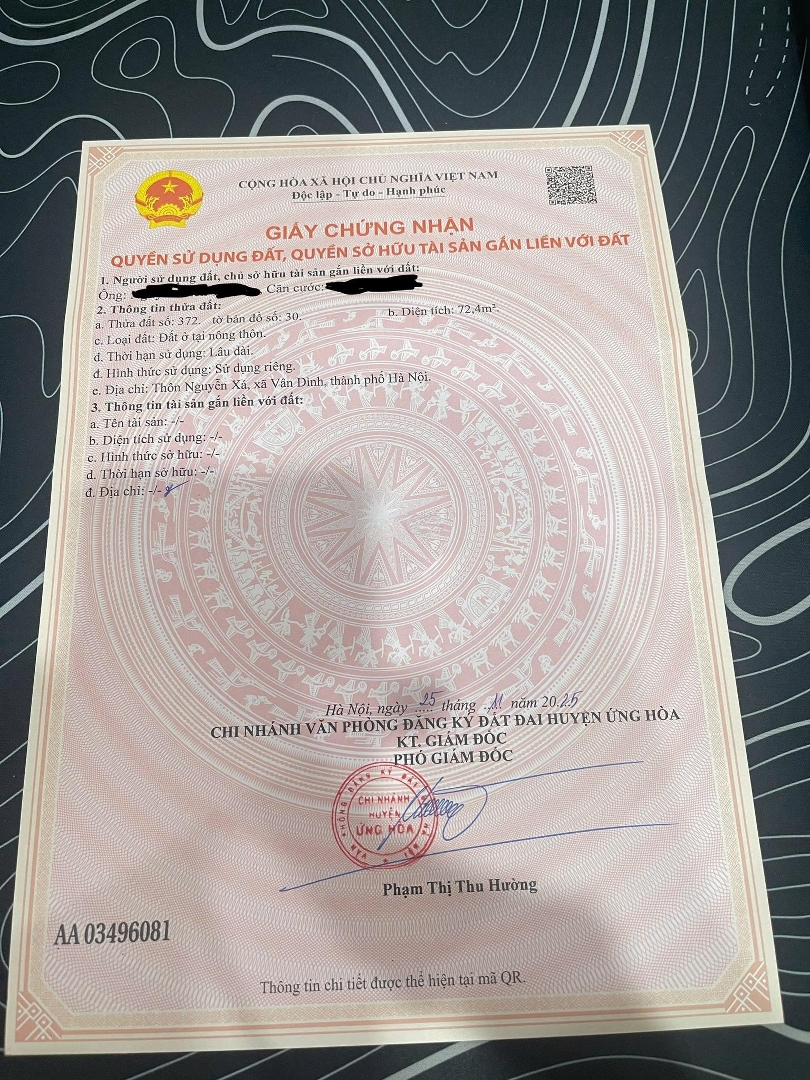 CỘNG HÒA XÃ HỘI CHỦ NGHĨA VIỆT NAM
Độc lập - Tự do - Hạnh phúc
GIẤY CHỨNG NHẬN
QUYỀN SỬ DỤNG ĐẤT, QUYỀN SỞ HỮU TÀI SẢN GẮN LIỀN VỚI ĐẤT
1. Người sử dụng đất, chủ sở hữu tài sản gắn liền với đất:
Ông: Căn cước:
2. Thông tin thửa đất:
a. Thửa đất số: 372. tờ bản đồ số: 30. b. Diện tích: 72,4m².
c. Loại đất: Đất ở tại nông thôn.
d. Thời hạn sử dụng: Lâu dài.
đ. Hình thức sử dụng: Sử dụng riêng.
e. Địa chỉ: Thôn Nguyễn Xá, xã Vân Đình, thành phố Hà Nội.
3. Thông tin tài sản gắn liền với đất:
a. Tên tài sản: -/-
b. Diện tích sử dụng: -/-
c. Hình thức sở hữu: -/-
d. Thời hạn sở hữu: -/-
đ. Địa chỉ: -/-
Hà Nội, ngày 25 tháng 11 năm 2025
CHI NHÁNH VĂN PHÒNG ĐĂNG KÝ ĐẤT ĐAI HUYỆN ỨNG HÒA
KT. GIÁM ĐỐC
PHÓ GIÁM ĐỐC
CHI NHÁNH
HUYỆN
ỨNG HÒA
Phạm Thị Thu Hường
AA 03496081
Thông tin chi tiết được thể hiện tại mã QR.